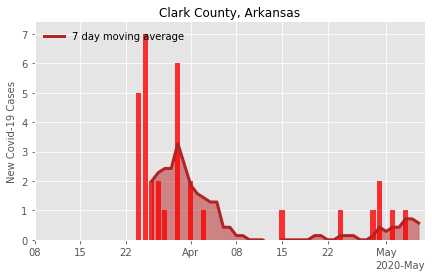 Clark County, Arkansas
7 day moving average
New Covid-19 Cases
7
6
5
4
3
2
1
0
08 15 22 Apr 08 15 22 May
2020-May